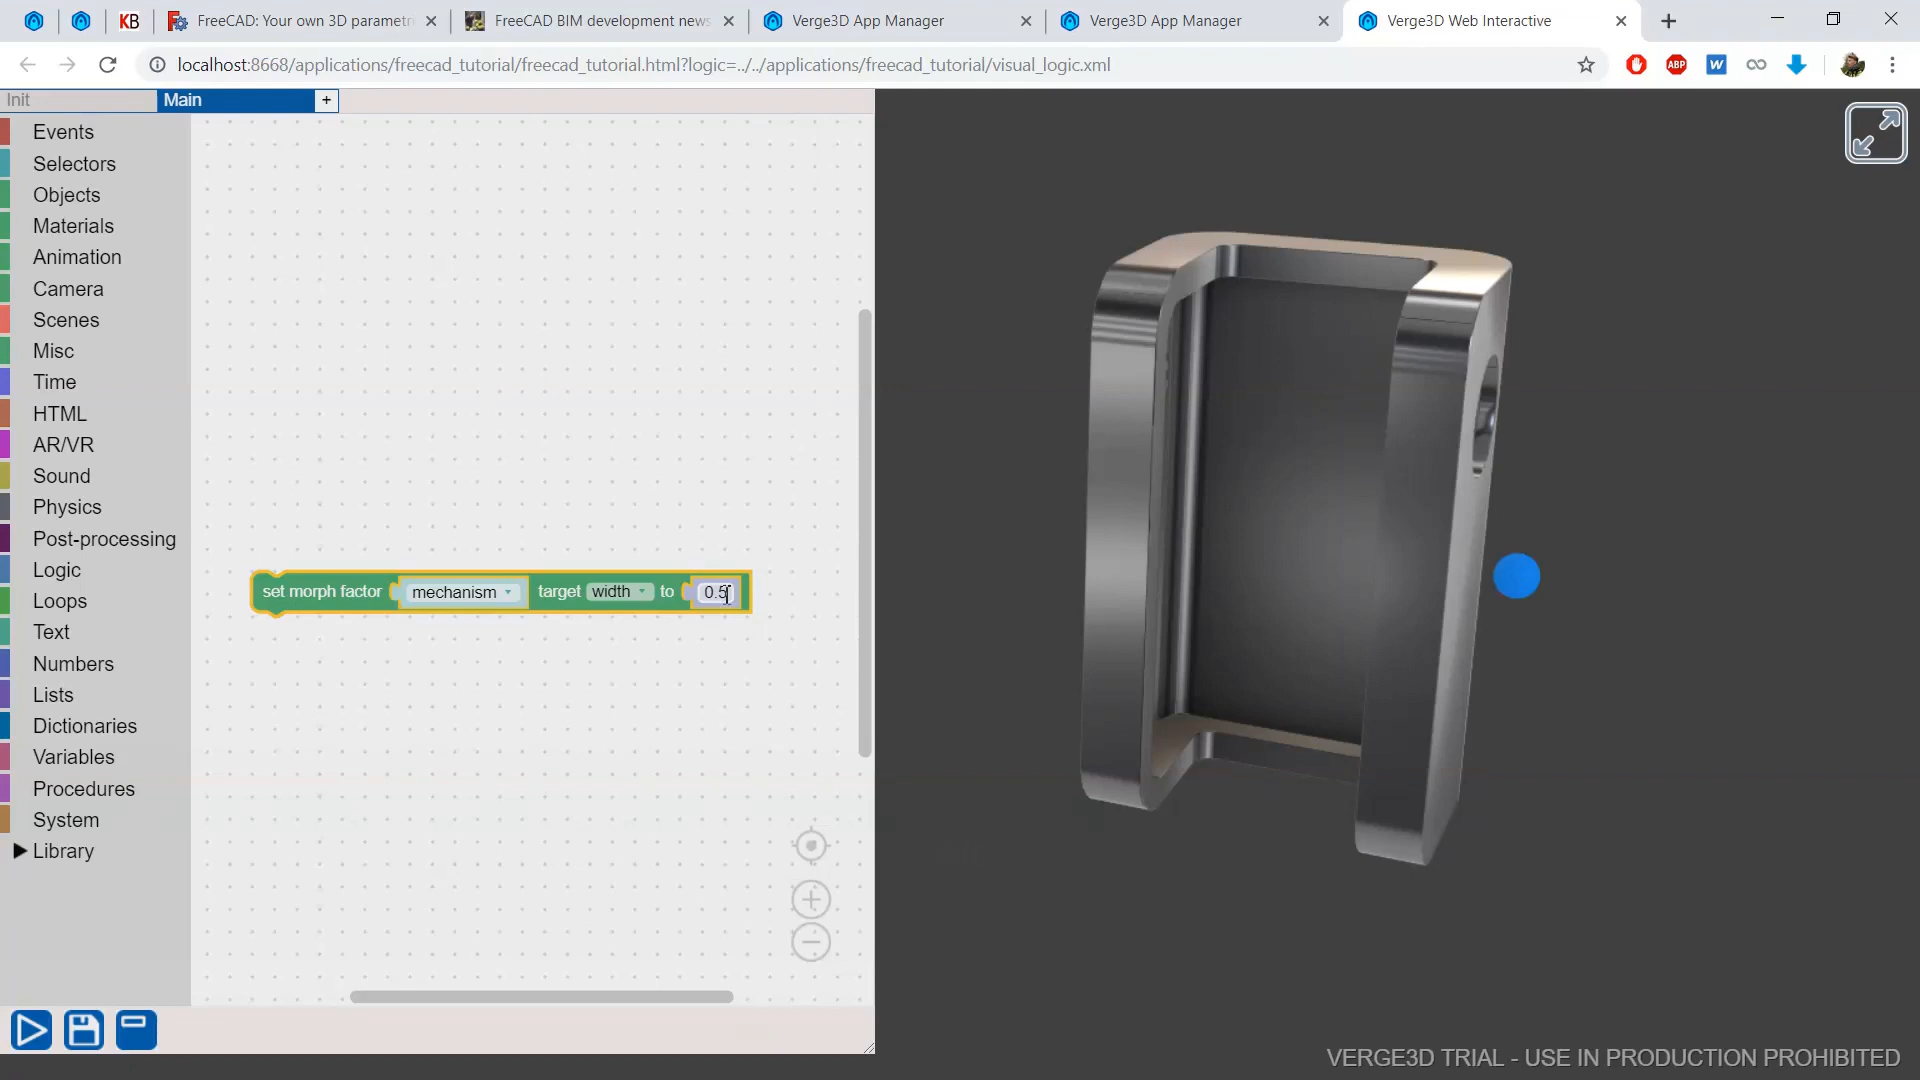 KB
FreeCAD: Your own 3D parametri
FreeCAD BIM development news
Verge3D App Manager
Verge3D App Manager
Verge3D Web Interactive
localhost:8668/applications/freecad_tutorial/freecad_tutorial.html?logic=../../applications/freecad_tutorial/visual_logic.xml
ABP
W
Init
Main
+
Events
Selectors
Objects
Materials
Animation
Camera
Scenes
Misc
Time
HTML
AR/VR
Sound
Physics
Post-processing
Logic
Loops
Text
Numbers
Lists
Dictionaries
Variables
Procedures
System
Library
set morph factor mechanism target width to 0.5
VERGE3D TRIAL - USE IN PRODUCTION PROHIBITED